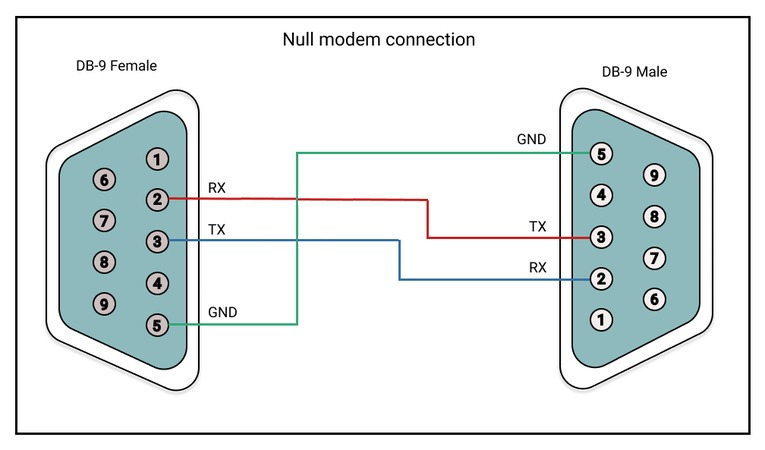 Null modem connection
DB-9 Female
DB-9 Male
1
6
2
7
3
8
4
9
5
RX
TX
GND
GND
TX
RX
5
9
4
8
3
7
2
6
1